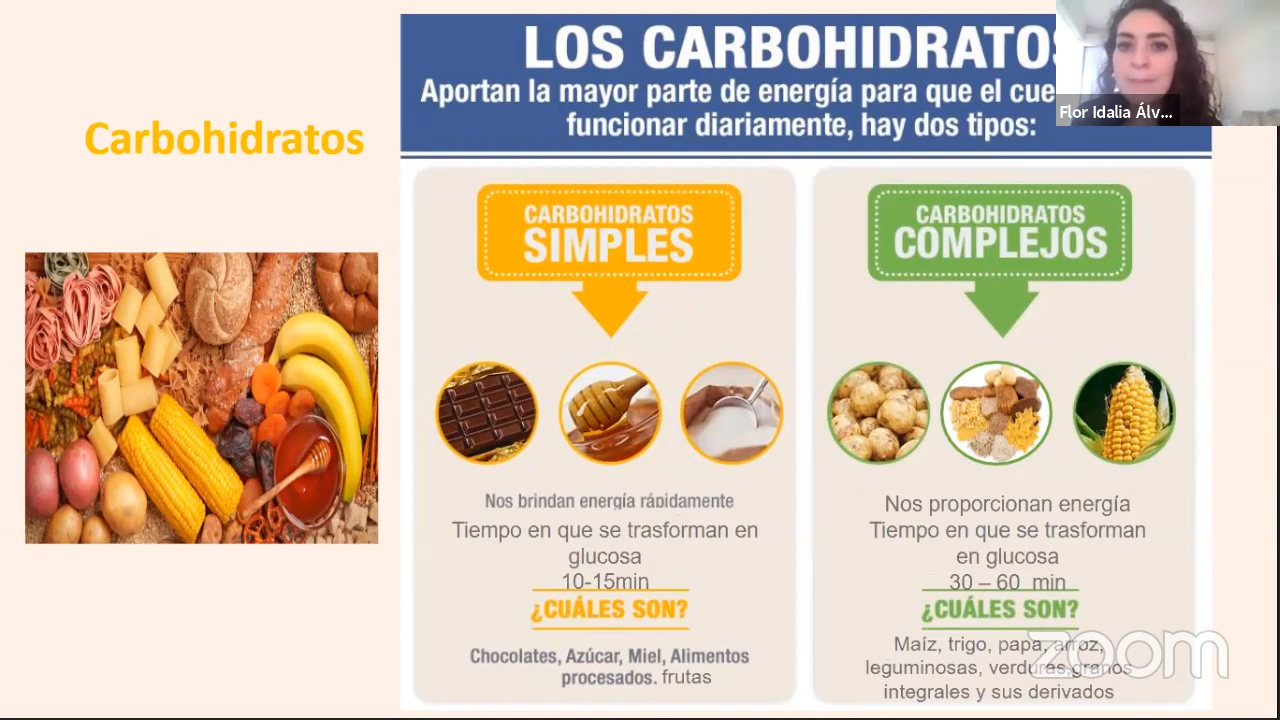 Carbohidratos
LOS CARBOHIDRATOS
Aportan la mayor parte de energía para que el cue
funcionar diariamente, hay dos tipos:
Flor Idalia Álv...
CARBOHIDRATOS
SIMPLES
Nos brindan energía rápidamente
Tiempo en que se trasforman en
glucosa
10-15min
¿CUÁLES SON?
Chocolates, Azúcar, Miel, Alimentos
procesados. frutas
CARBOHIDRATOS
COMPLEJOS
Nos proporcionan energía
Tiempo en que se trasforman
en glucosa
30 – 60 min
¿CUÁLES SON?
Maíz, trigo, papa, arroz,
leguminosas, verduras,granos
integrales y sus derivados
zoom